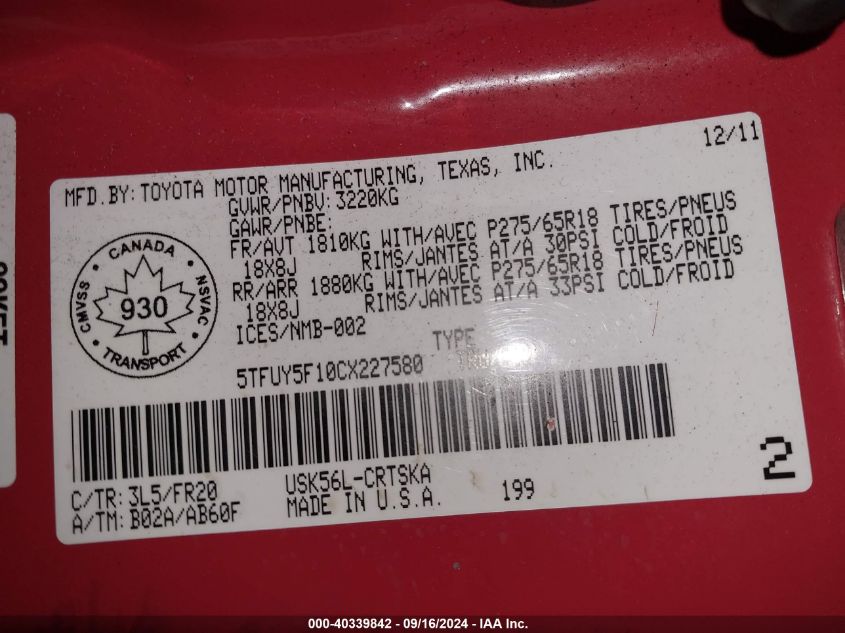 12/11
MFD.BY:TOYOTA MOTOR MANUFACTURING, TEXAS, INC.
GVWR/PNBV:3220KG
GAWR/PNBE:
FR/AVT 1810KG WITH/AVEC P275/65R18 TIRES/PNEUS
18X8J RIMS/JANTES AT/A 30PSI COLD/FROID
RR/ARR 1880KG WITH/AVEC P275/65R18 TIRES/PNEUS
18X8J RIMS/JANTES AT/A 33PSI COLD/FROID
ICES/NMB-002
TYPE
CANADA
CMVSS
930
NSVAC
TRANSPORT
5TFUY5F10CX227580
C/TR: 3L5/FR20
USK56L-CRTSKA
A/TM: B02A/AB60F
MADE IN U.S.A.
199
2
000-40339842 - 09/16/2024 - IAA Inc.